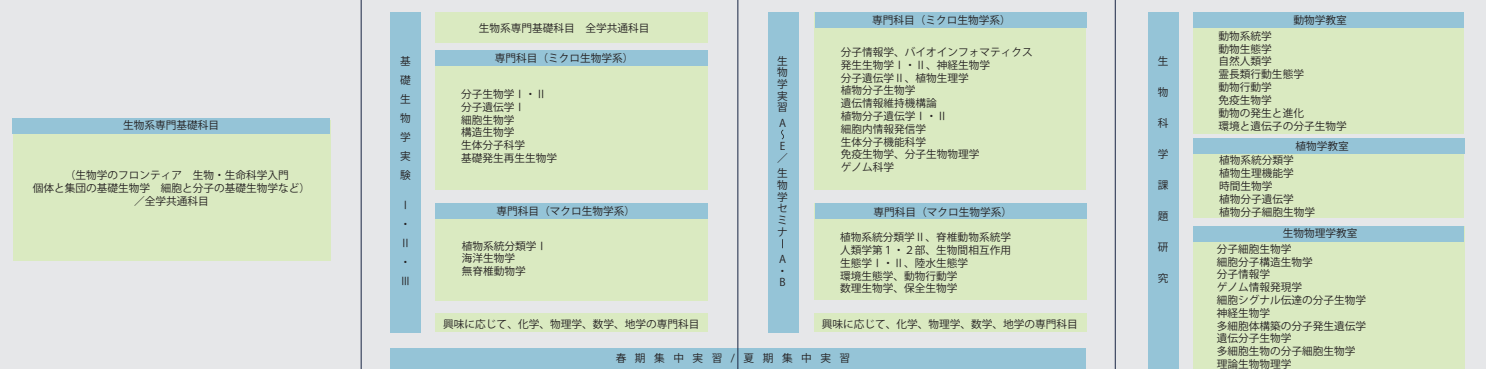 生物系専門基礎科目
（生物学のフロンティア　生物・生命科学入門
個体と集団の基礎生物学　細胞と分子の基礎生物学など）
／全学共通科目
基礎生物学実験　Ⅰ・Ⅱ・Ⅲ
生物系専門基礎科目　全学共通科目
専門科目（ミクロ生物学系）
分子生物学Ⅰ・Ⅱ
分子遺伝学Ⅰ
細胞生物学
構造生物学
生体分子科学
基礎発生再生生物学
専門科目（マクロ生物学系）
植物系統分類学Ⅰ
海洋生物学
無脊椎動物学
興味に応じて、化学、物理学、数学、地学の専門科目
生物学実習 A～E／生物学セミナーA・B
専門科目（ミクロ生物学系）
分子情報学、バイオインフォマティクス
発生生物学Ⅰ・Ⅱ、神経生物学
分子遺伝学Ⅱ、植物生理学
植物分子生物学
遺伝情報維持機構論
植物分子遺伝学Ⅰ・Ⅱ
細胞内情報発信学
生体分子機能科学
免疫生物学、分子生物物理学
ゲノム科学
専門科目（マクロ生物学系）
植物系統分類学Ⅱ、脊椎動物系統学
人類学第１・２部、生物間相互作用
生態学Ⅰ・Ⅱ、陸水生態学
環境生態学、動物行動学
数理生物学、保全生物学
興味に応じて、化学、物理学、数学、地学の専門科目
春期集中実習/夏期集中実習
生物科学課題研究
動物学教室
動物系統学
動物生態学
自然人類学
霊長類行動生態学
動物行動学
免疫生物学
動物の発生と進化
環境と遺伝子の分子生物学
植物学教室
植物系統分類学
植物生理機能学
時間生物学
植物分子遺伝学
植物分子細胞生物学
生物物理学教室
分子細胞生物学
細胞分子構造生物学
分子情報学
ゲノム情報発現学
細胞シグナル伝達の分子生物学
神経生物学
多細胞体構築の分子発生遺伝学
遺伝分子生物学
多細胞生物の分子細胞生物学
理論生物物理学